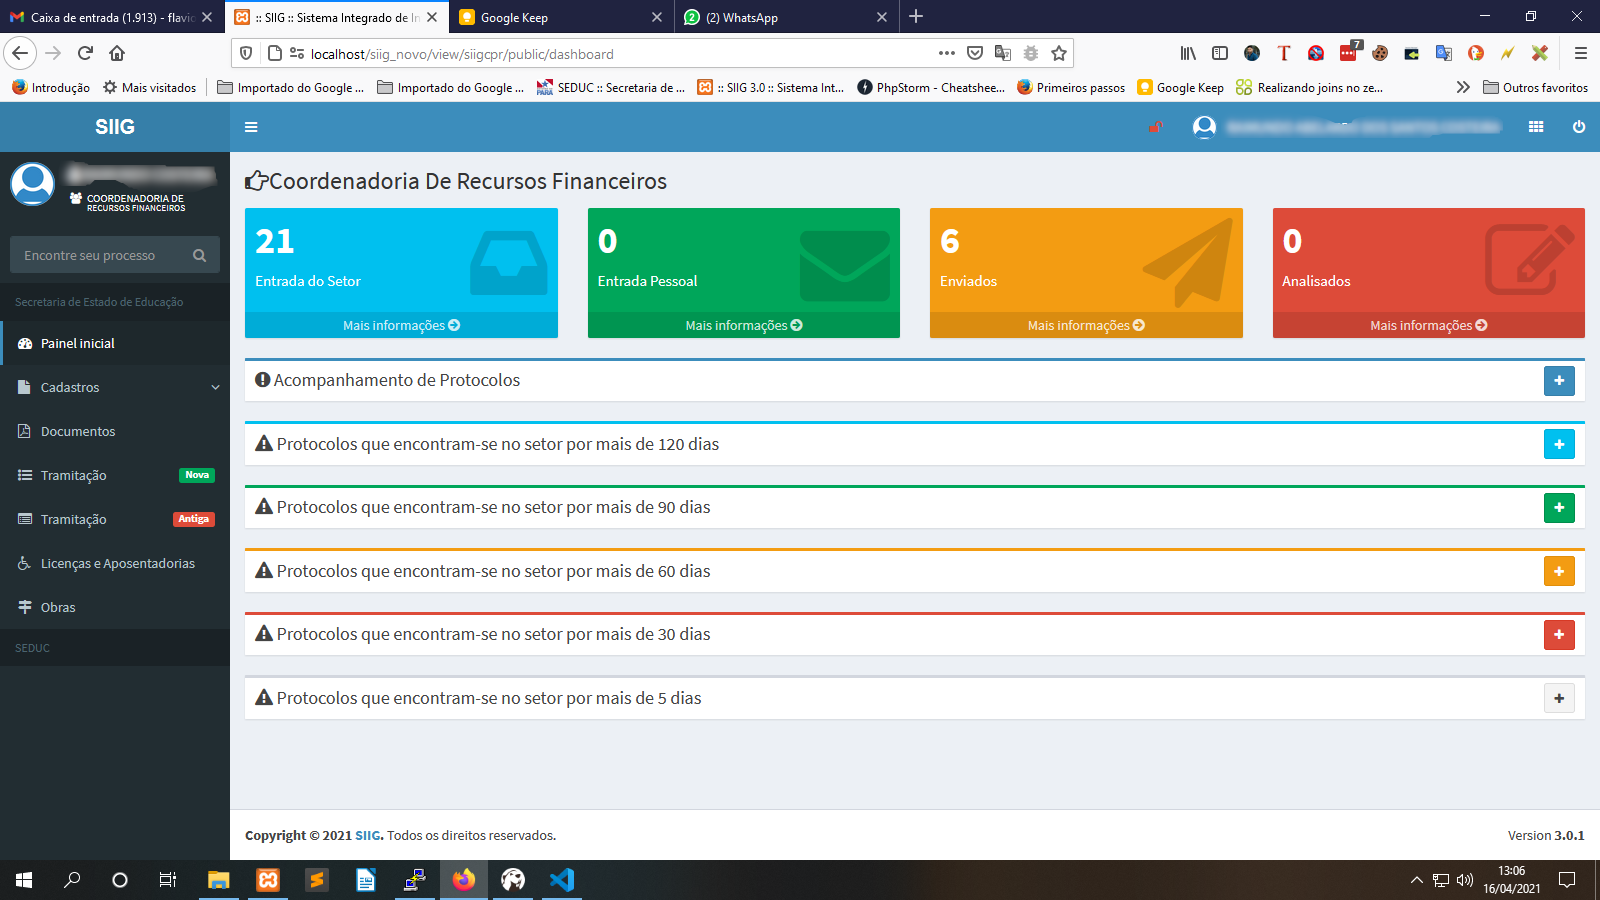 Caixa de entrada (1.913) - flavic
:: SIIG :: Sistema Integrado de In
Google Keep
(2) WhatsApp
localhost/siig_novo/view/siigcpr/public/dashboard
7
Introdução
Mais visitados
Importado do Google ...
Importado do Google ...
SEDUC :: Secretaria de ...
:: SIIG 3.0 :: Sistema Int...
PhpStorm - Cheatshee...
Primeiros passos
Google Keep
Realizando joins no ze...
Outros favoritos
SIIG
COORDENADORIA DE
RECURSOS FINANCEIROS
Encontre seu processo
Secretaria de Estado de Educação
Painel inicial
Cadastros
Documentos
Tramitação Nova
Tramitação Antiga
Licenças e Aposentadorias
Obras
SEDUC
Coordenadoria De Recursos Financeiros
21
Entrada do Setor
Mais informações
0
Entrada Pessoal
Mais informações
6
Enviados
Mais informações
0
Analisados
Mais informações
Acompanhamento de Protocolos
Protocolos que encontram-se no setor por mais de 120 dias
Protocolos que encontram-se no setor por mais de 90 dias
Protocolos que encontram-se no setor por mais de 60 dias
Protocolos que encontram-se no setor por mais de 30 dias
Protocolos que encontram-se no setor por mais de 5 dias
Copyright © 2021 SIIG. Todos os direitos reservados.
Version 3.0.1
13:06
16/04/2021